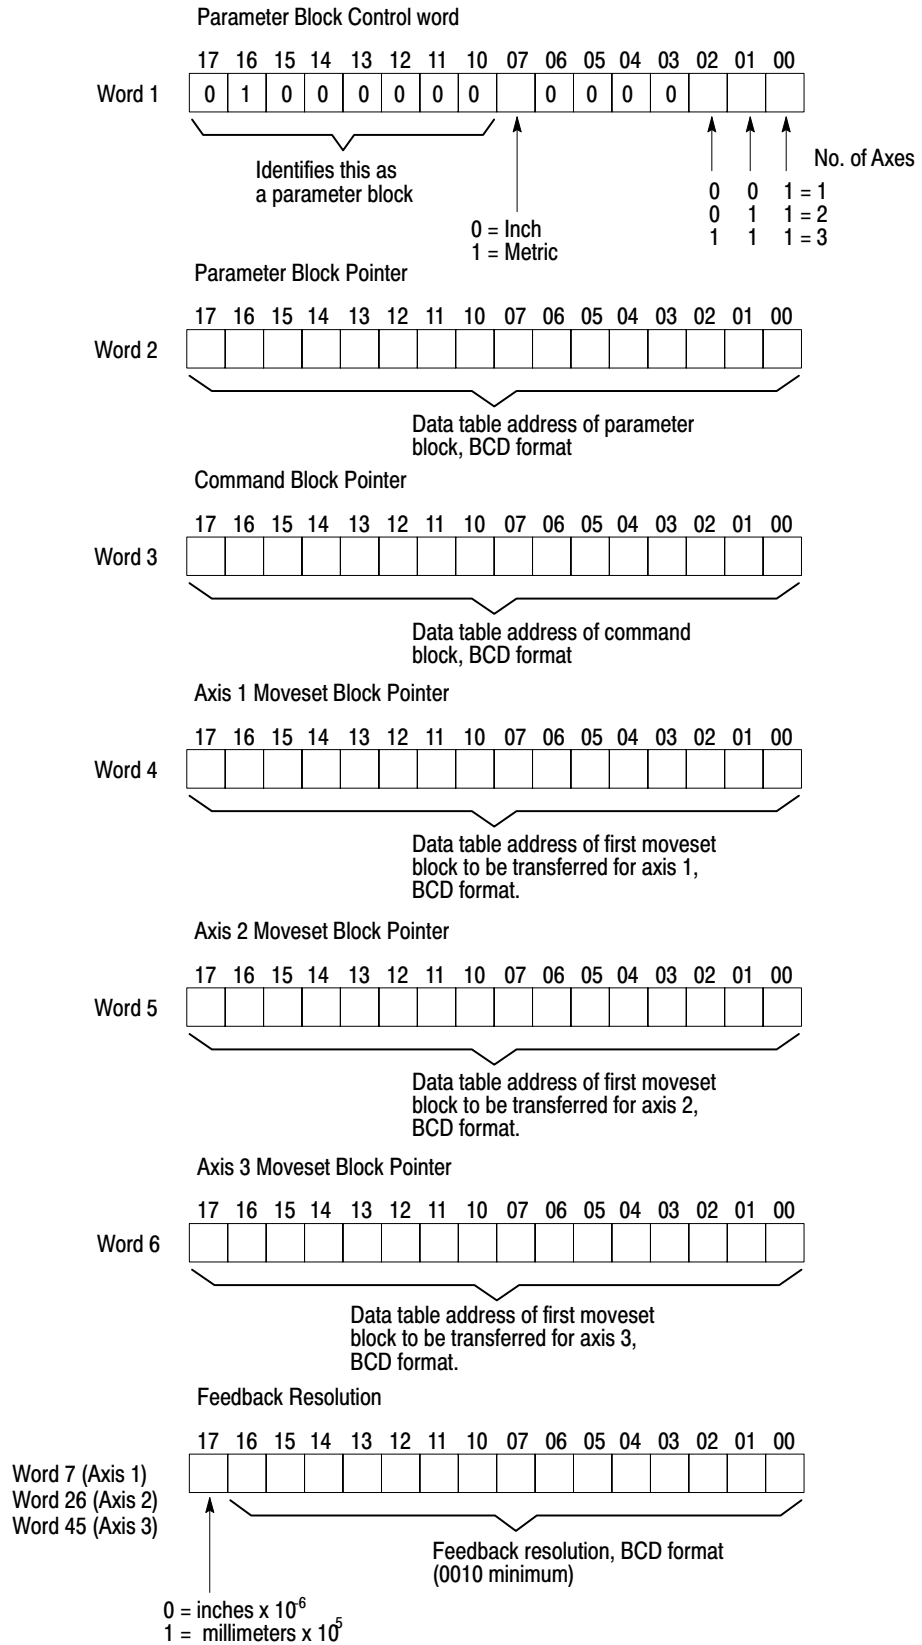 Parameter Block Control word
17 16 15 14 13 12 11 10 07 06 05 04 03 02 01 00
Word 1 0 1 0 0 0 0 0 0 0 0 0 0
Identifies this as
a parameter block
0 = Inch
1 = Metric
No. of Axes
0 0 1 = 1
0 1 1 = 2
1 1 1 = 3
Parameter Block Pointer
17 16 15 14 13 12 11 10 07 06 05 04 03 02 01 00
Word 2
Data table address of parameter
block, BCD format
Command Block Pointer
17 16 15 14 13 12 11 10 07 06 05 04 03 02 01 00
Word 3
Data table address of command
block, BCD format
Axis 1 Moveset Block Pointer
17 16 15 14 13 12 11 10 07 06 05 04 03 02 01 00
Word 4
Data table address of first moveset
block to be transferred for axis 1,
BCD format.
Axis 2 Moveset Block Pointer
17 16 15 14 13 12 11 10 07 06 05 04 03 02 01 00
Word 5
Data table address of first moveset
block to be transferred for axis 2,
BCD format.
Axis 3 Moveset Block Pointer
17 16 15 14 13 12 11 10 07 06 05 04 03 02 01 00
Word 6
Data table address of first moveset
block to be transferred for axis 3,
BCD format.
Feedback Resolution
17 16 15 14 13 12 11 10 07 06 05 04 03 02 01 00
Word 7 (Axis 1)
Word 26 (Axis 2)
Word 45 (Axis 3)
Feedback resolution, BCD format
(0010 minimum)
0 = inches x 10⁻⁶
1 = millimeters x 10⁵